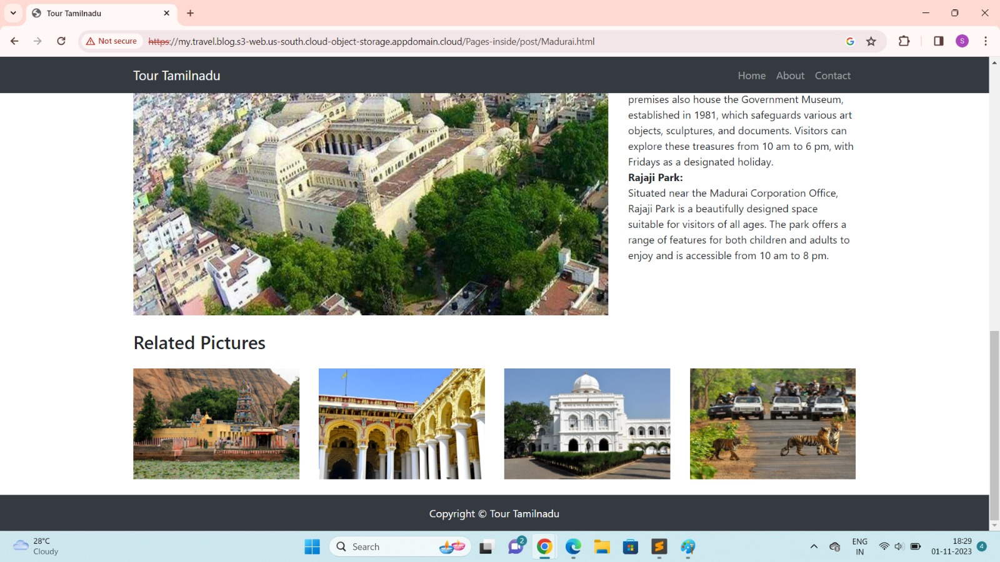 Tour Tamilnadu
Not secure
https://my.travel.blog.s3-web.us-south.cloud-object-storage.appdomain.cloud/Pages-inside/post/Madurai.html
S
Tour Tamilnadu
Home About Contact
premises also house the Government Museum,
established in 1981, which safeguards various art
objects, sculptures, and documents. Visitors can
explore these treasures from 10 am to 6 pm, with
Fridays as a designated holiday.
Rajaji Park:
Situated near the Madurai Corporation Office,
Rajaji Park is a beautifully designed space
suitable for visitors of all ages. The park offers a
range of features for both children and adults to
enjoy and is accessible from 10 am to 8 pm.
Related Pictures
Copyright © Tour Tamilnadu
28°C
Cloudy
Search
2
ENG
IN
18:29
01-11-2023
4